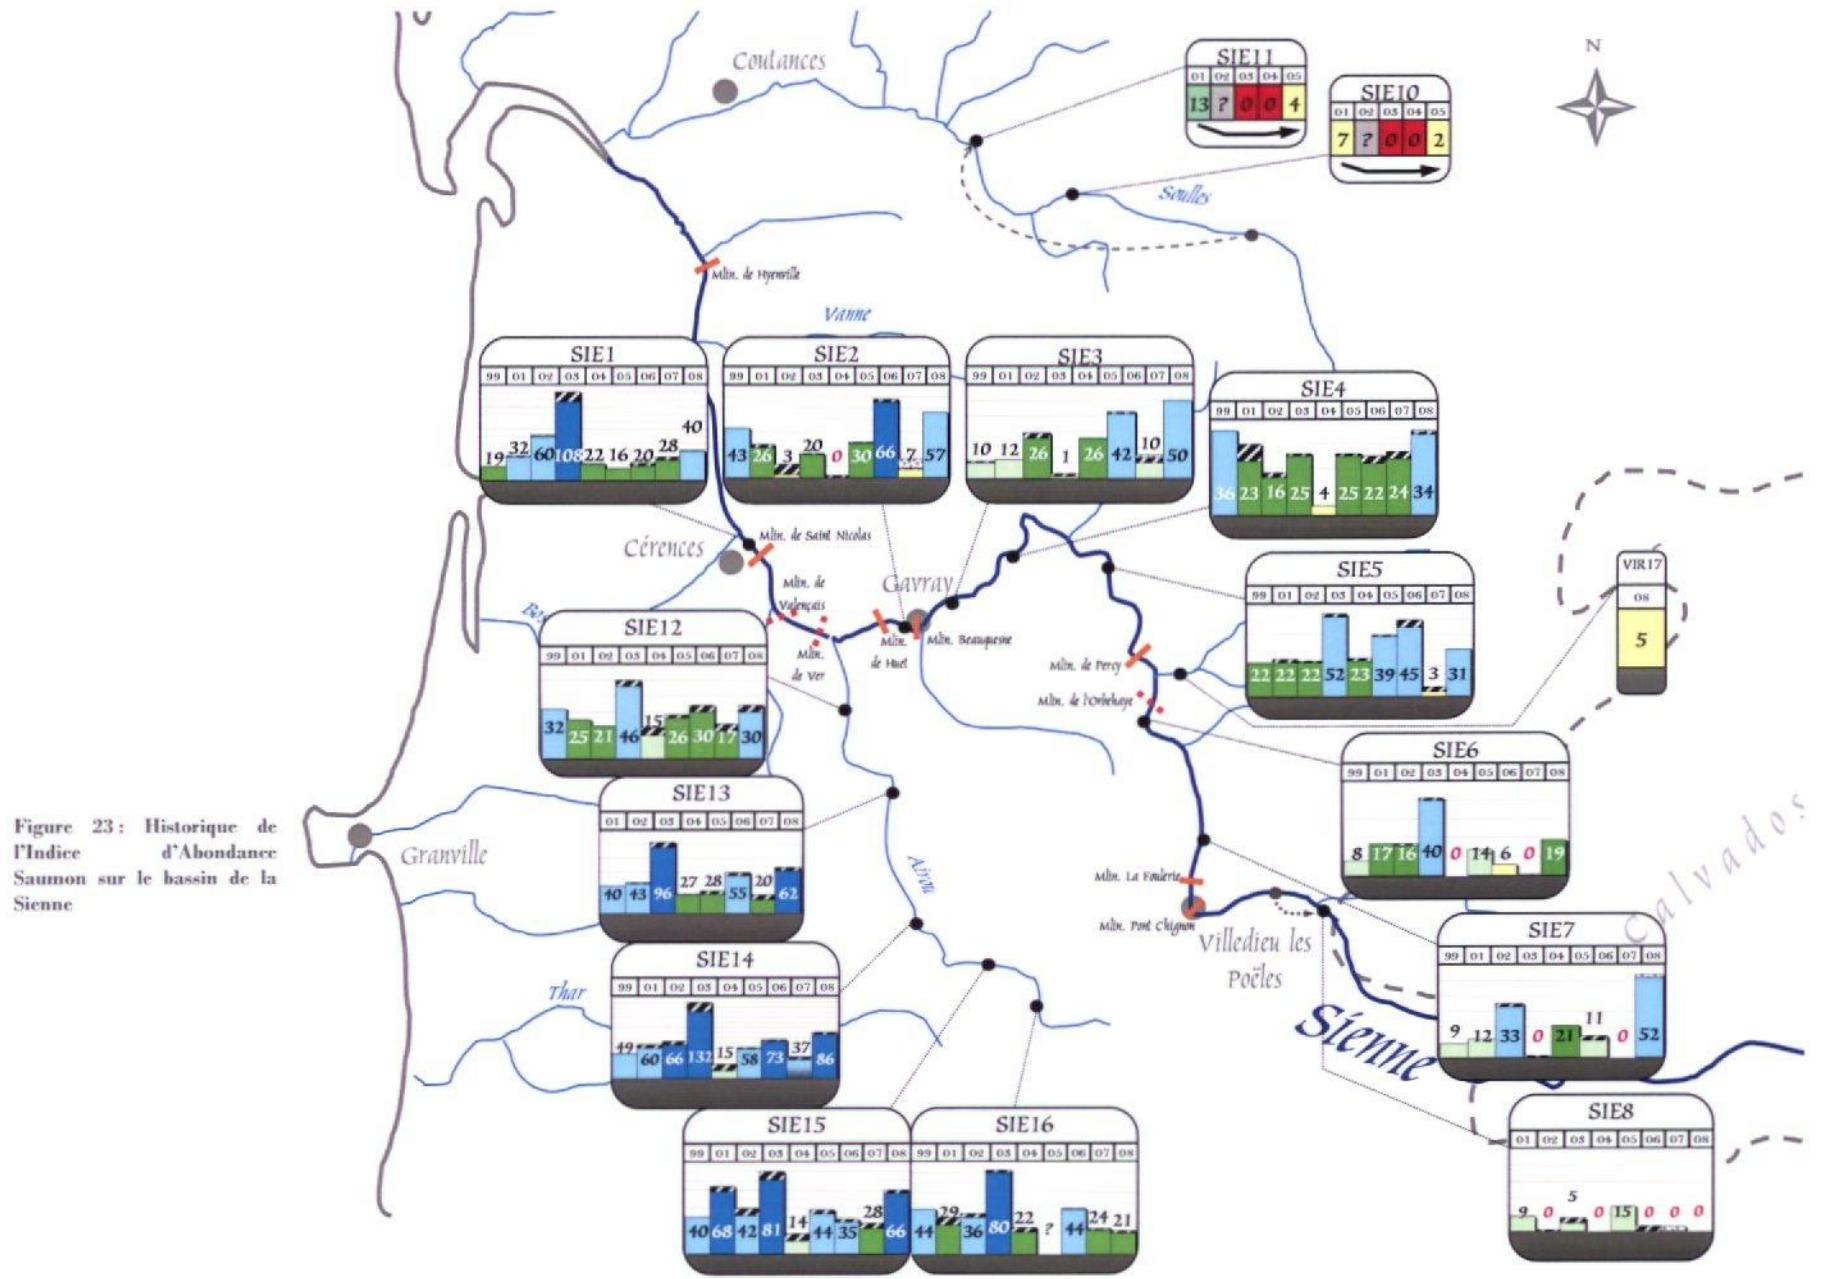 Coutances
N
SIE11
01 02 03 04 05
13 ? 0 0 4
SIE10
01 02 03 04 05
7 ? 0 0 2
Soulles
Mlin. de Hyenville
Vanne
SIE1
99 01 02 03 04 05 06 07 08
19 32 60 108 22 16 20 28 40
SIE2
99 01 02 03 04 05 06 07 08
43 26 3 20 0 30 66 7 57
SIE3
99 01 02 03 04 05 06 07 08
10 12 26 1 26 42 10 50
SIE4
99 01 02 03 04 05 06 07 08
36 23 16 25 4 25 22 24 34
Cérences
Mlin. de Saint Nicolas
Mlin. de
Valençais
Mlin.
de Ver
Gavray
Mlin.
de Huet
Mlin. Beauquesne
SIE5
99 01 02 03 04 05 06 07 08
22 22 22 52 23 39 45 3 31
VIR17
08
5
Mlin. de Percy
Mlin. de l'Orbehaye
SIE12
99 01 02 03 04 05 06 07 08
32 25 21 46 15 26 30 17 30
SIE6
99 01 02 03 04 05 06 07 08
8 17 16 40 0 14 6 0 19
SIE13
01 02 03 04 05 06 07 08
40 43 96 27 28 55 20 62
Figure 23 : Historique de
l'Indice d'Abondance
Saumon sur le bassin de la
Sienne
Granville
Airou
Calvados
Mlin. La Foulerie
Mlin. Pont Chignon
Villedieu les
Poëles
SIE7
99 01 02 03 04 05 06 07 08
9 12 33 0 21 11 0 52
SIE14
99 01 02 03 04 05 06 07 08
49 60 66 132 15 58 73 37 86
Thar
Sienne
SIE15
99 01 02 03 04 05 06 07 08
40 68 42 81 14 44 35 28 66
SIE16
99 01 02 03 04 05 06 07 08
44 29 36 80 22 ? 44 24 21
SIE8
01 02 03 04 05 06 07 08
9 0 5 0 15 0 0 0